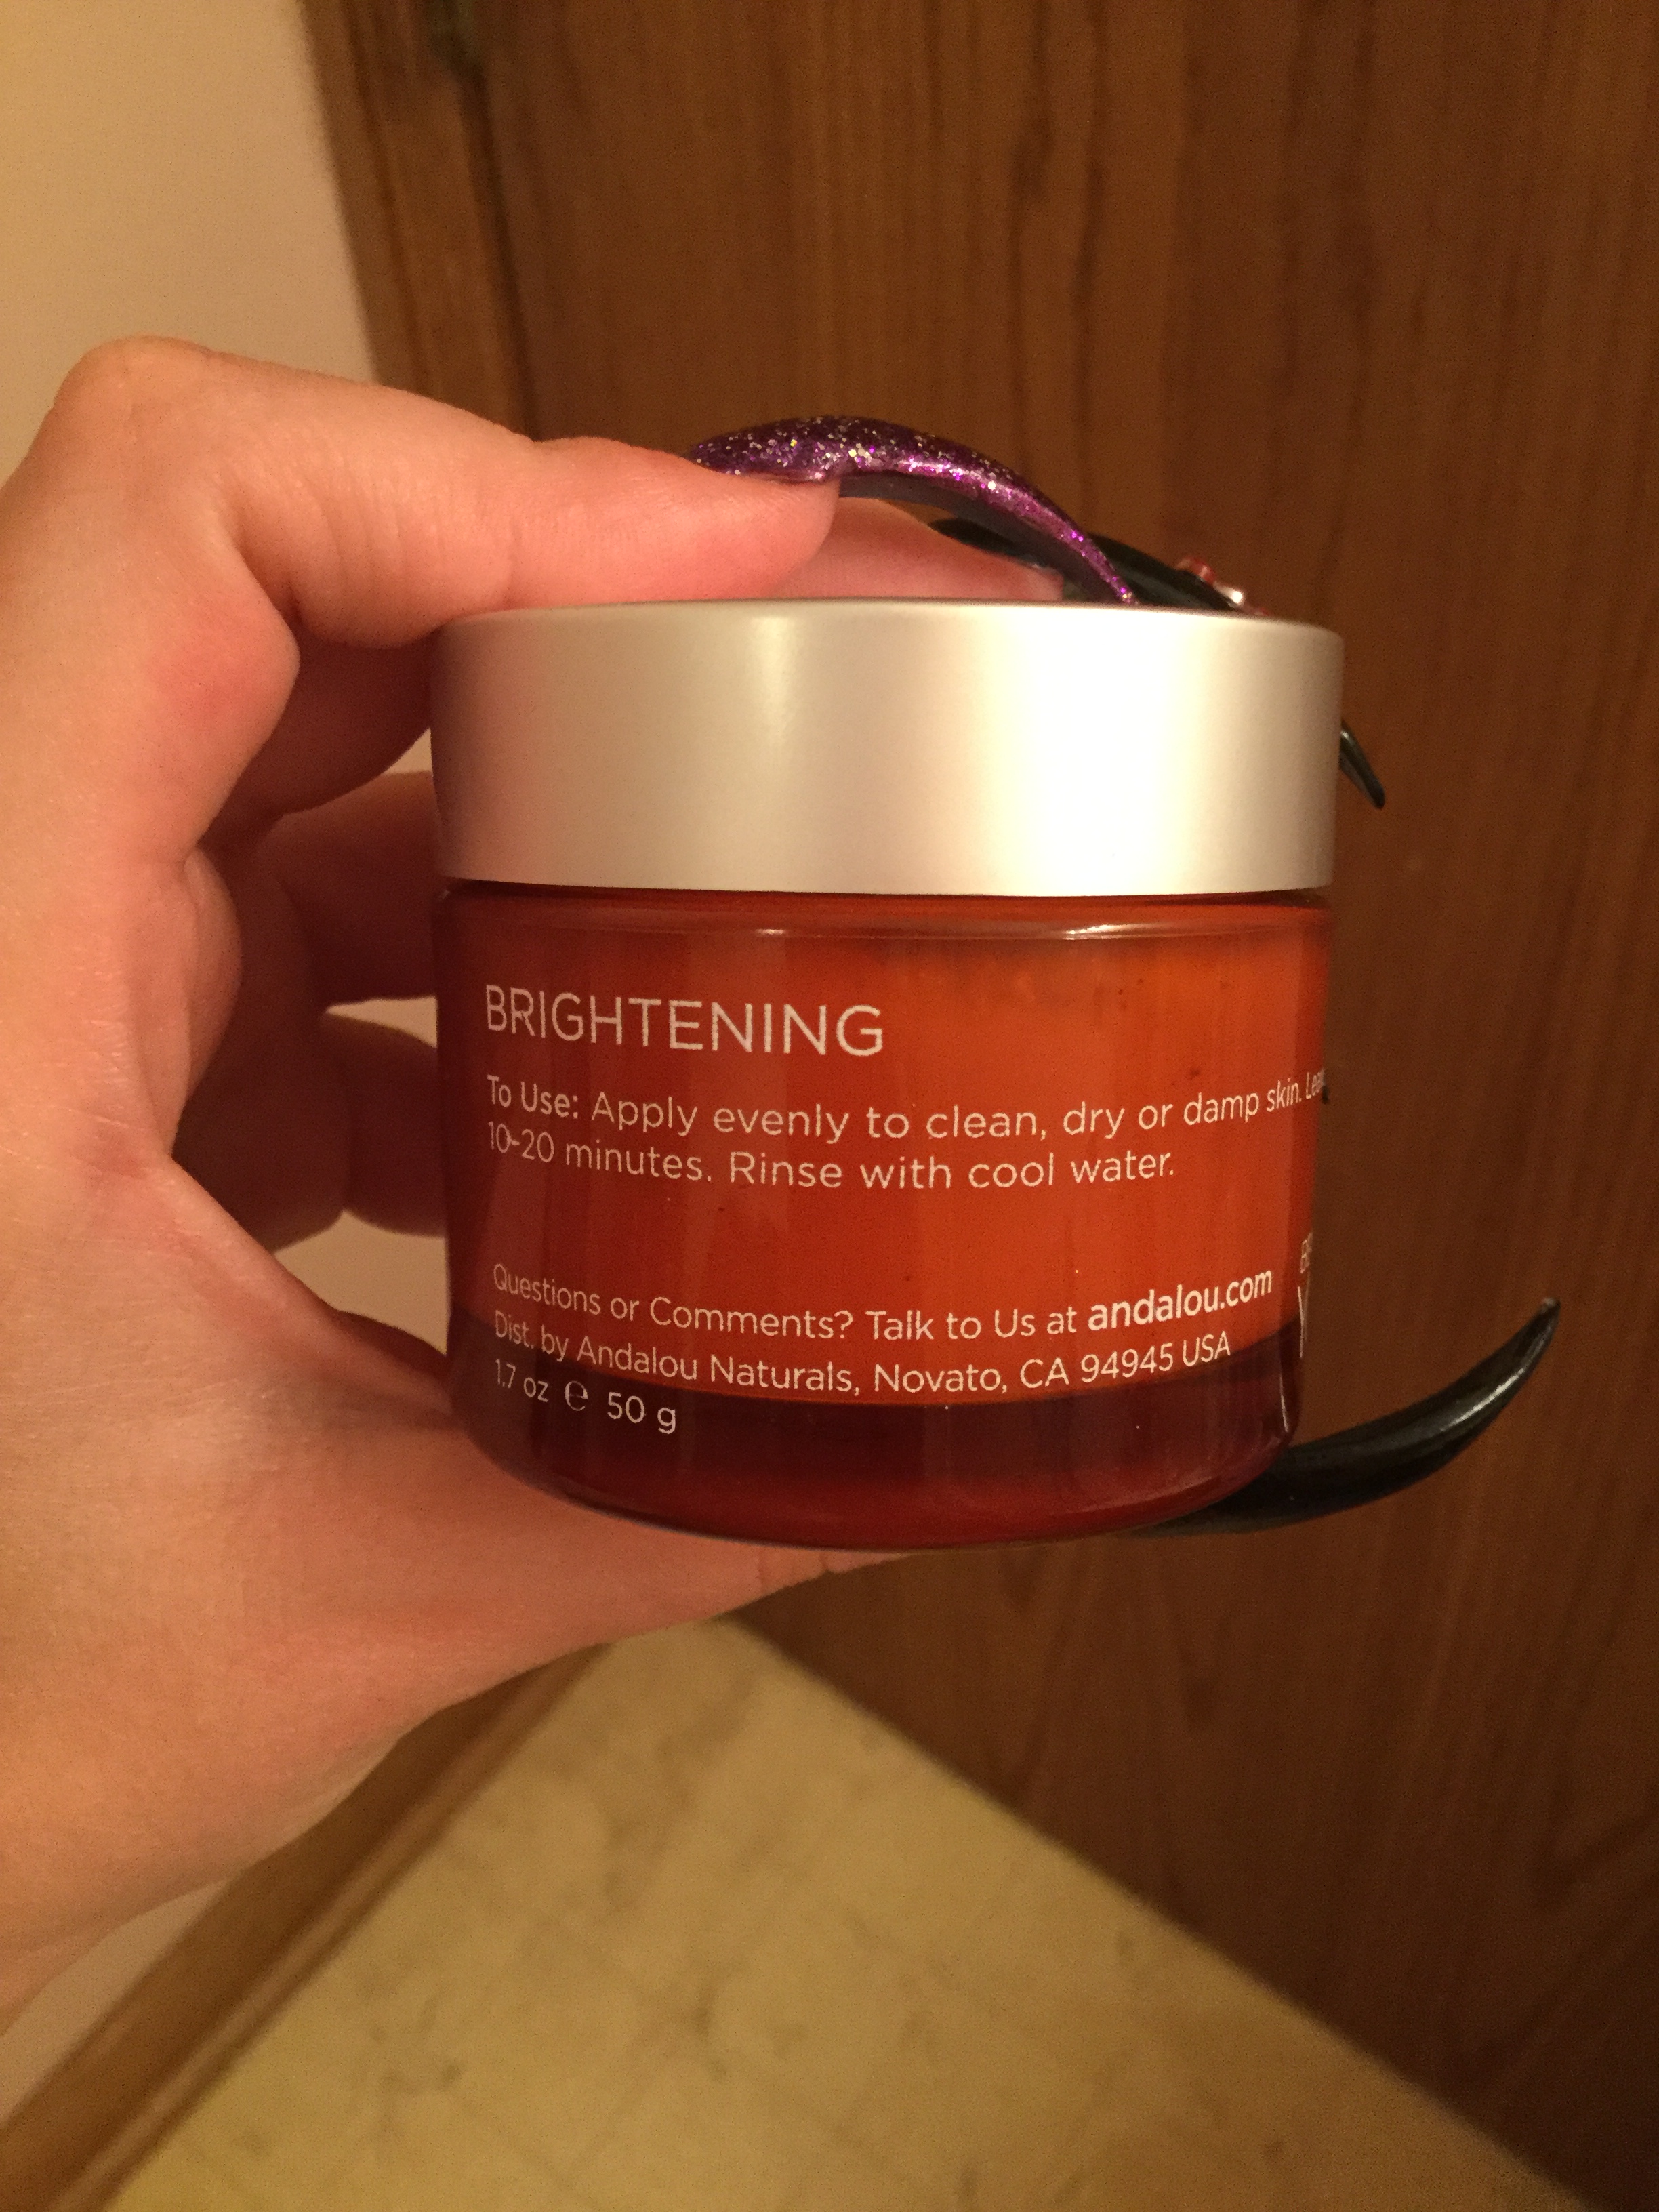 BRIGHTENING
To Use: Apply evenly to clean, dry or damp skin.
10-20 minutes. Rinse with cool water.
Questions or Comments? Talk to Us at andalou.com
Dist. by Andalou Naturals, Novato, CA 94945 USA
1.7 oz ℮ 50 g